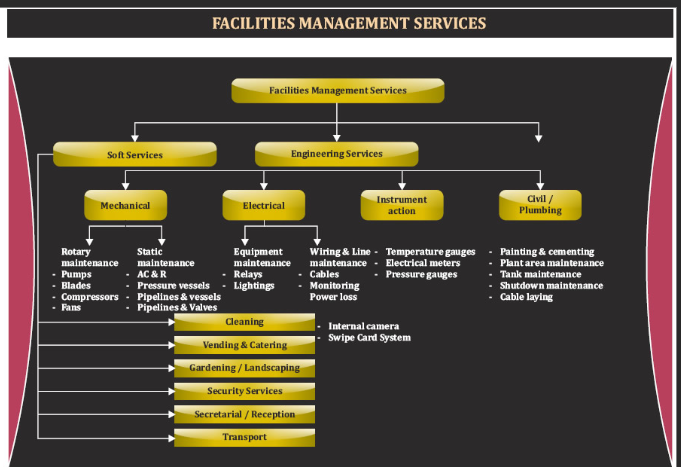 FACILITIES MANAGEMENT SERVICES
Facilities Management Services
Soft Services
Engineering Services
Mechanical
Electrical
Instrument
action
Civil /
Plumbing
Rotary
maintenance
- Pumps
- Blades
- Compressors
- Fans
Static
maintenance
- AC & R
- Pressure vessels
- Pipelines & vessels
- Pipelines & Valves
Equipment
maintenance
- Relays
- Lightings
Wiring & Line
maintenance
- Cables
- Monitoring
Power loss
- Temperature gauges
- Electrical meters
- Pressure gauges
- Painting & cementing
- Plant area maintenance
- Tank maintenance
- Shutdown maintenance
- Cable laying
Cleaning
- Internal camera
- Swipe Card System
Vending & Catering
Gardening / Landscaping
Security Services
Secretarial / Reception
Transport